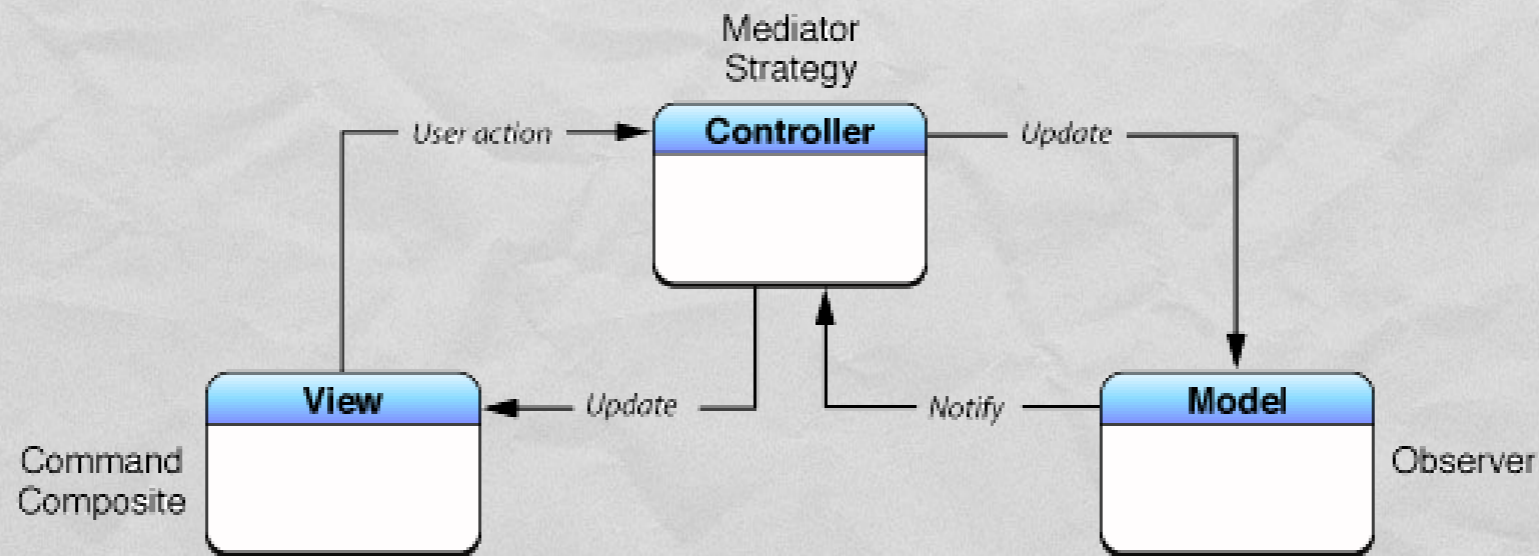 Mediator
Strategy
User action
Controller
Update
View
Update
Notify
Model
Command
Composite
Observer